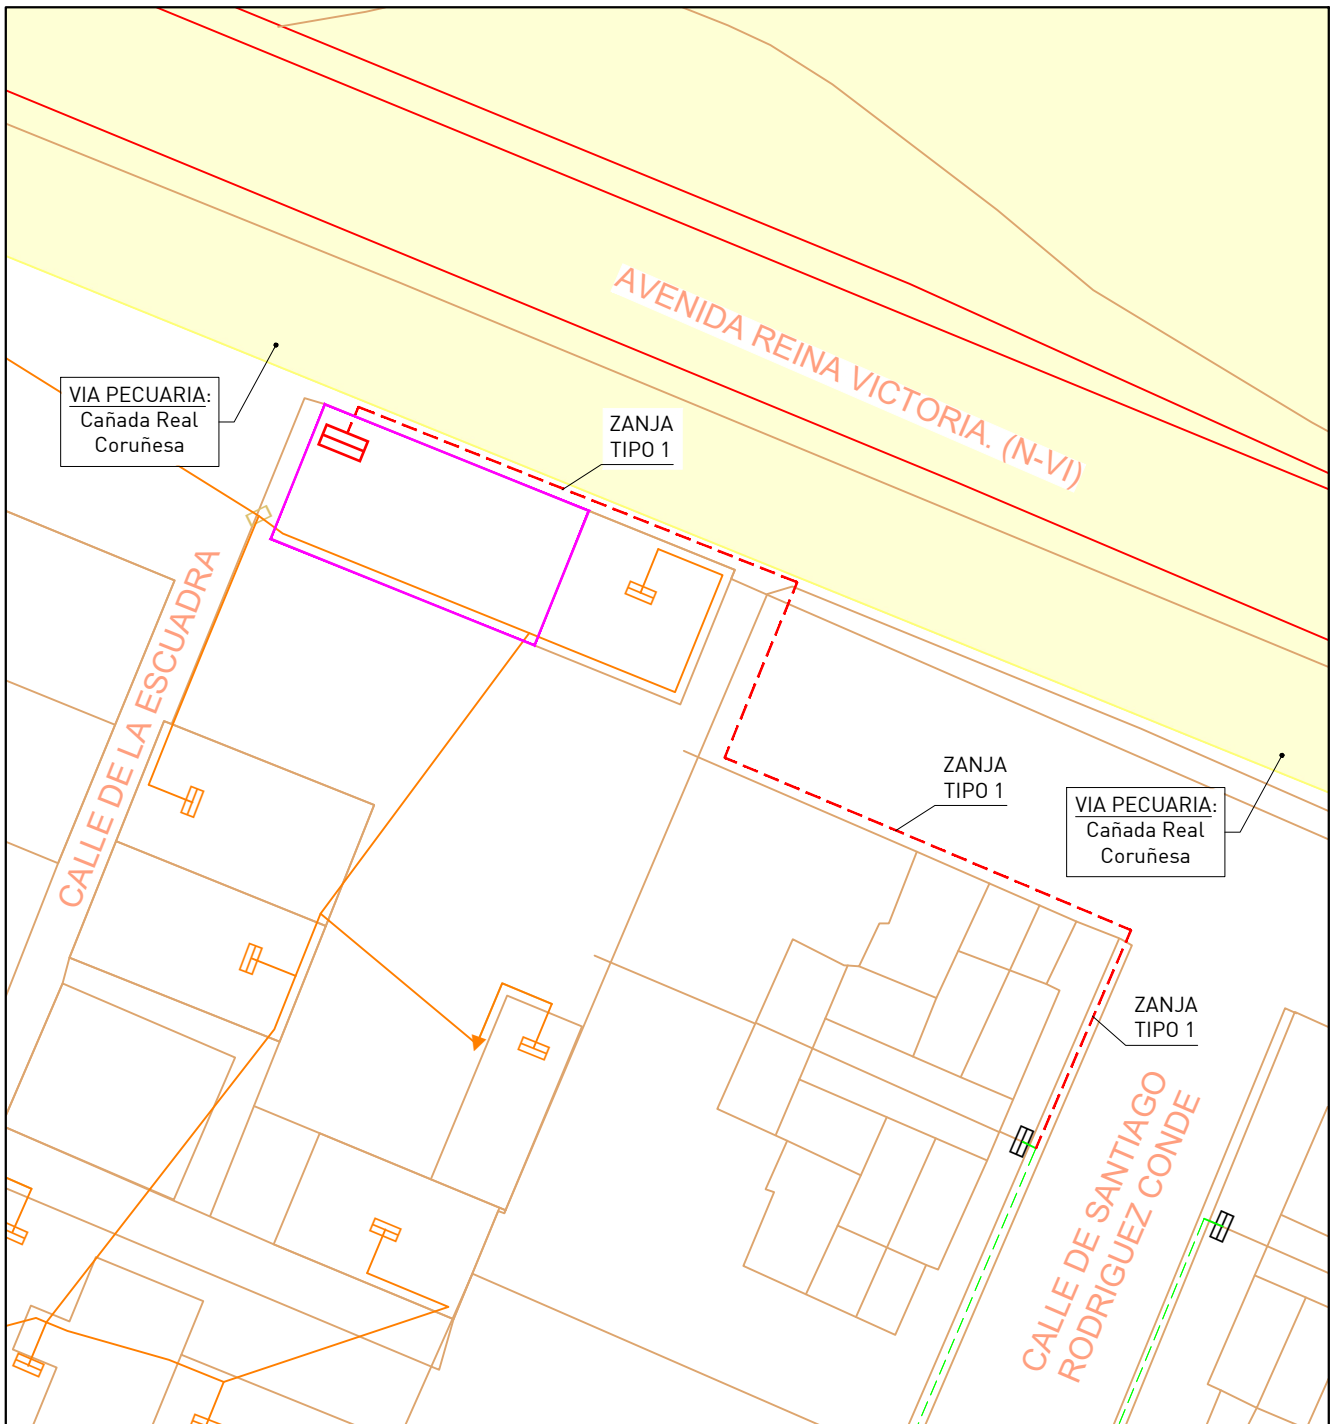 AVENIDA REINA VICTORIA. (N-VI)
VIA PECUARIA:
Cañada Real
Coruñesa
ZANJA
TIPO 1
CALLE DE LA ESCUADRA
ZANJA
TIPO 1
VIA PECUARIA:
Cañada Real
Coruñesa
ZANJA
TIPO 1
CALLE DE SANTIAGO
RODRIGUEZ CONDE